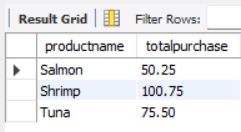 Result Grid Filter Rows:
productname totalpurchase
Salmon 50.25
Shrimp 100.75
Tuna 75.50